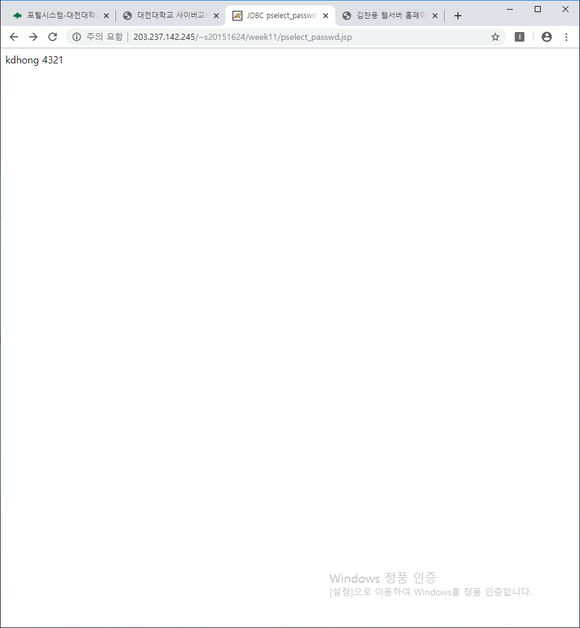 포털시스템-대전대학
대전대학교 사이버교육
JDBC pselect_passwd
김찬용 웹서버 홈페이
주의 요함 | 203.237.142.245/~s20151624/week11/pselect_passwd.jsp
kdhong 4321
Windows 정품 인증
[설정]으로 이동하여 Windows를 정품 인증합니다.